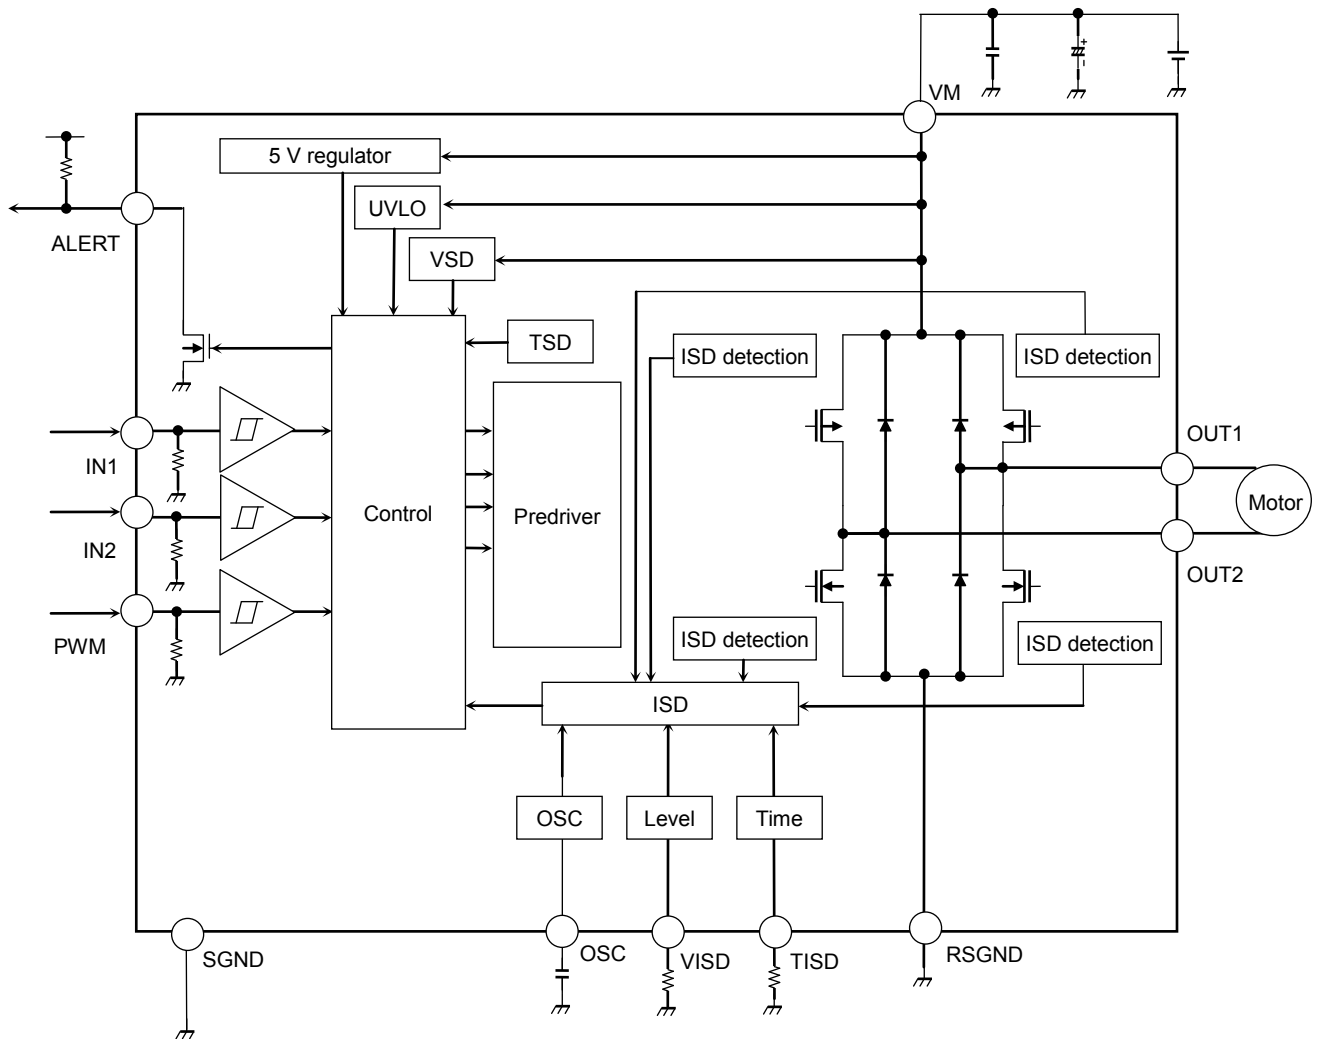 VM
5 V regulator
UVLO
ALERT
VSD
TSD
ISD detection
ISD detection
OUT1
IN1
Control
Predriver
Motor
IN2
OUT2
PWM
ISD detection
ISD detection
ISD
OSC
Level
Time
SGND
OSC
VISD
TISD
RSGND
+
-